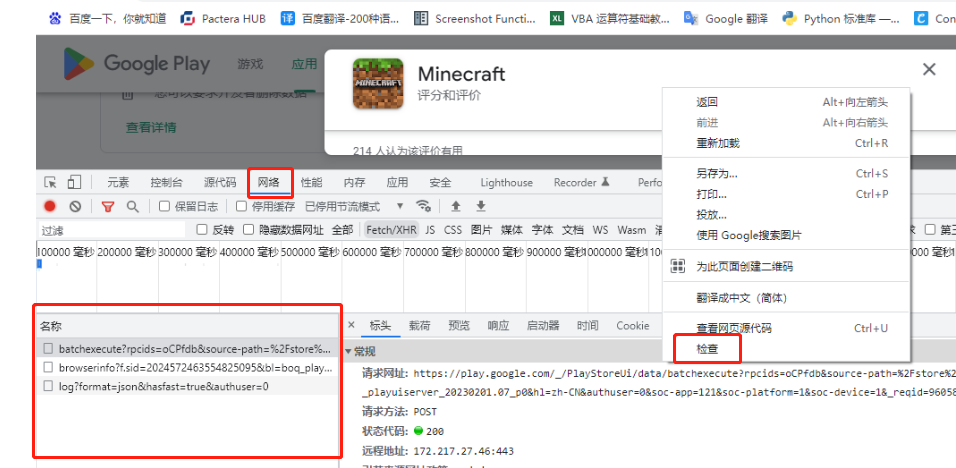 百度一下，你就知道 Pactera HUB 译 百度翻译-200种语... Screenshot Functi... XL VBA 运算符基础教... Google 翻译 Python 标准库 —... C Con
Google Play 游戏 应用
Minecraft
评分和评价
查看详情
214 人认为该评价有用
返回 Alt+向左箭头
前进 Alt+向右箭头
重新加载 Ctrl+R
另存为... Ctrl+S
打印... Ctrl+P
投放...
使用 Google搜索图片
为此页面创建二维码
翻译成中文（简体）
查看网页源代码 Ctrl+U
检查
元素 控制台 源代码 网络 性能 内存 应用 安全 Lighthouse Recorder Perfo
保留日志 停用缓存 已停用节流模式
过滤 反转 隐藏数据网址 全部 Fetch/XHR JS CSS 图片 媒体 字体 文档 WS Wasm 第三
100000 毫秒 200000 毫秒 300000 毫秒 400000 毫秒 500000 毫秒 600000 毫秒 700000 毫秒 800000 毫秒 900000 毫秒 1000000 毫秒 110 000 毫秒
名称 × 标头 载荷 预览 响应 启动器 时间 Cookie
batchexecute?rpcids=oCPfdb&source-path=%2Fstore%...
browserinfo?f.sid=2024572463554825095&bl=boq_play...
log?format=json&hasfast=true&authuser=0
常规
请求网址: https://play.google.com/_/PlayStoreUi/data/batchexecute?rpcids=oCPfdb&source-path=%2Fstore%2
_playuiserver_20230201.07_p0&hl=zh-CN&authuser=0&soc-app=121&soc-platform=1&soc-device=1&_reqid=96058
请求方法: POST
状态代码: 200
远程地址: 172.217.27.46:443